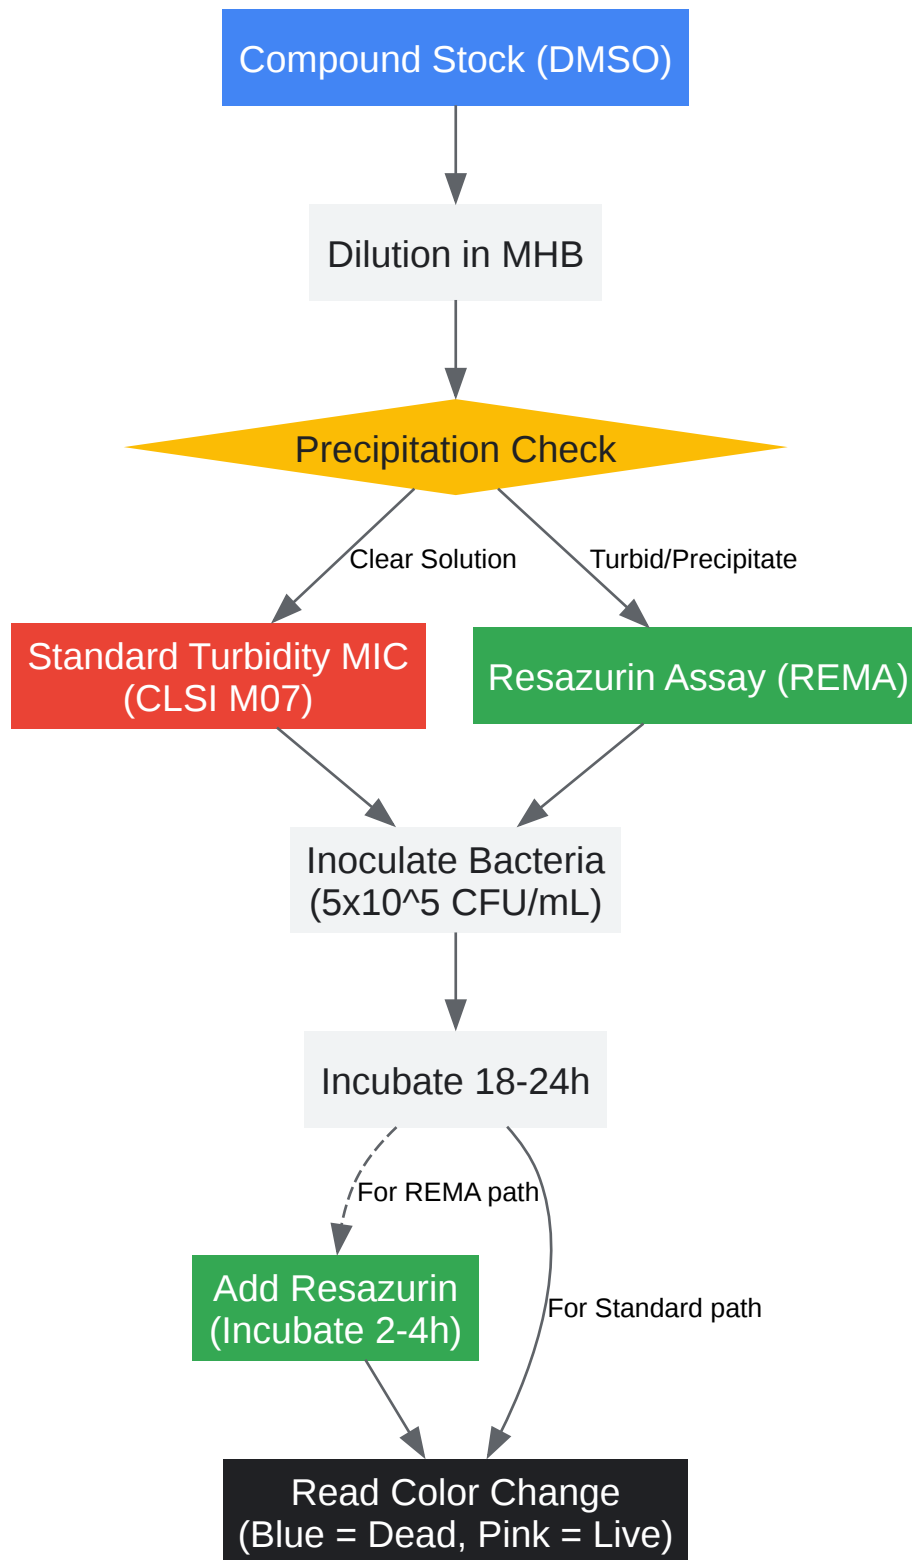 Compound Stock (DMSO)
Dilution in MHB
Precipitation Check
Clear Solution
Turbid/Precipitate
Standard Turbidity MIC
(CLSI M07)
Resazurin Assay (REMA)
Inoculate Bacteria
(5x10^5 CFU/mL)
Incubate 18-24h
For REMA path
Add Resazurin
(Incubate 2-4h)
For Standard path
Read Color Change
(Blue = Dead, Pink = Live)